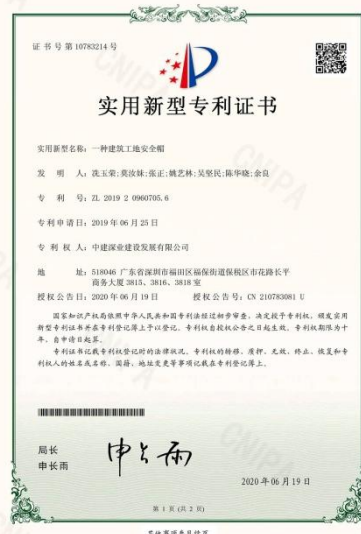 证书号第10783214号
实用新型专利证书
实用新型名称：一种建筑工地安全帽
发 明 人：冼玉荣;莫汝妹;张正;姚艺林;吴坚民;陈华晓;余良
专 利 号：ZL 2019 2 0960705.6
专利申请日：2019年06月25日
专 利 权 人：中建深业建设发展有限公司
地 址：518046 广东省深圳市福田区福保街道保税区市花路长平
商务大厦3815、3816、3818室
授权公告日：2020年06月19日 授权公告号：CN 210783081 U
国家知识产权局依照中华人民共和国专利法经过初步审查，决定授予专利权，颁发实用
新型专利证书并在专利登记簿上予以登记。专利权自授权公告之日起生效。专利权期限为十
年，自申请日起算。
专利证书记载专利权登记时的法律状况。专利权的转移、质押、无效、终止、恢复和专
利权人的姓名或名称、国籍、地址变更等事项记载在专利登记簿上。
局长
申长雨
申长雨
2020年06月19日
第 1 页 (共 2 页)
其他事项参见续页
CNIPA
CNIPA
CNIPA